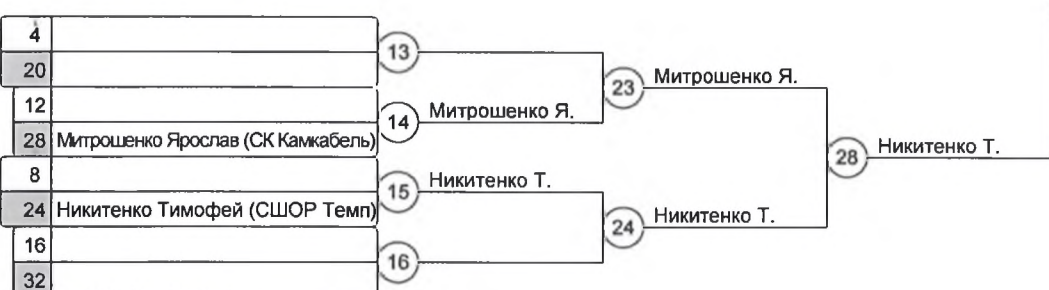 4
13
20
23 Митрошенко Я.
12
14 Митрошенко Я.
28 Митрошенко Ярослав (СК Камкабель)
28 Никитенко Т.
8
15 Никитенко Т.
24 Никитенко Тимофей (СШОР Темп)
24 Никитенко Т.
16
16
32